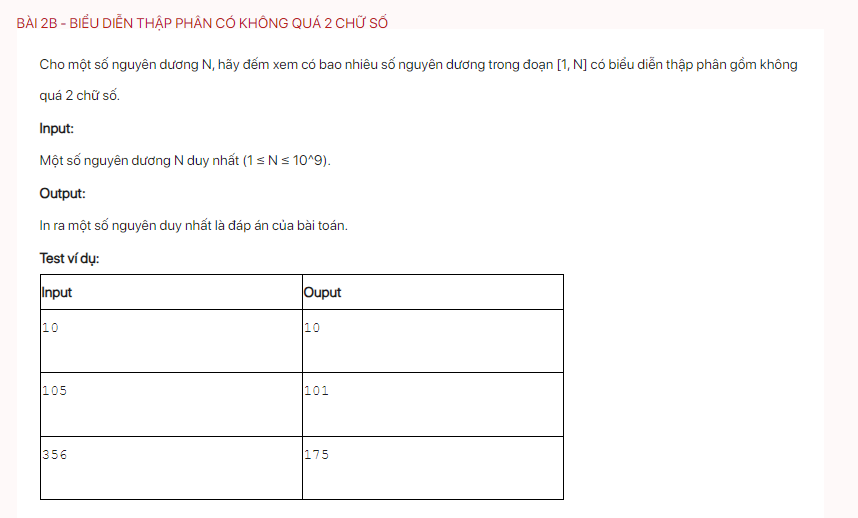 BÀI 2B - BIỂU DIỄN THẬP PHÂN CÓ KHÔNG QUÁ 2 CHỮ SỐ
Cho một số nguyên dương N, hãy đếm xem có bao nhiêu số nguyên dương trong đoạn [1, N] có biểu diễn thập phân gồm không
quá 2 chữ số.
Input:
Một số nguyên dương N duy nhất (1 ≤ N ≤ 10^9).
Output:
In ra một số nguyên duy nhất là đáp án của bài toán.
Test ví dụ:
Input Ouput
10 10
105 101
356 175